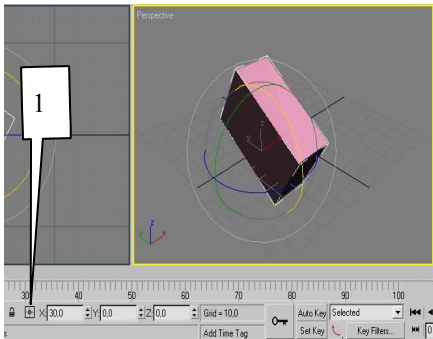 Perspective
1
z
y
z
y
x
30 40 50 60 70 80 90 100
X: 30,0 Y: 0,0 Z: 0,0 Grid = 10,0 Auto Key Selected
Add Time Tag Set Key Key Filters... 0